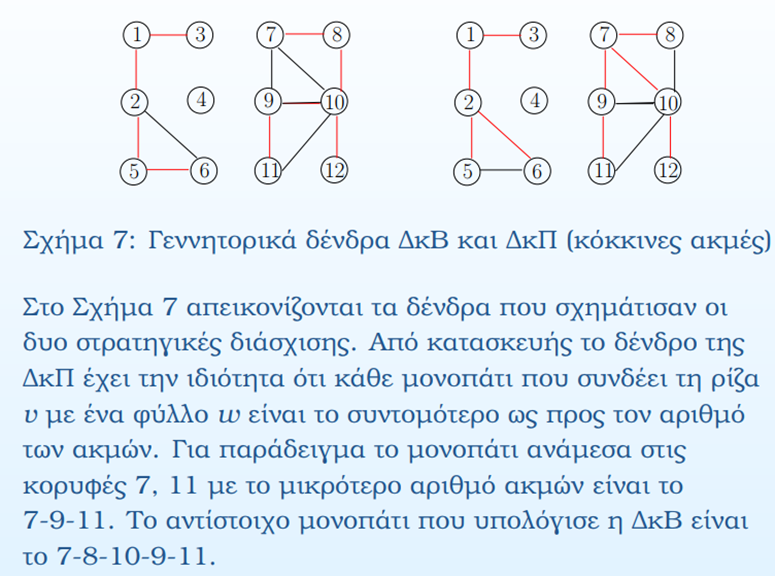 1 3 7 8 1 3 7 8
2 4 9 10 2 4 9 10
5 6 11 12 5 6 11 12
Σχήμα 7: Γεννητορικά δένδρα ΔκΒ και ΔκΠ (κόκκινες ακμές)
Στο Σχήμα 7 απεικονίζονται τα δένδρα που σχημάτισαν οι
δυο στρατηγικές διάσχισης. Από κατασκευής το δένδρο της
ΔκΠ έχει την ιδιότητα ότι κάθε μονοπάτι που συνδέει τη ρίζα
υ με ένα φύλλο w είναι το συντομότερο ως προς τον αριθμό
των ακμών. Για παράδειγμα το μονοπάτι ανάμεσα στις
κορυφές 7, 11 με το μικρότερο αριθμό ακμών είναι το
7-9-11. Το αντίστοιχο μονοπάτι που υπολόγισε η ΔκΒ είναι
το 7-8-10-9-11.